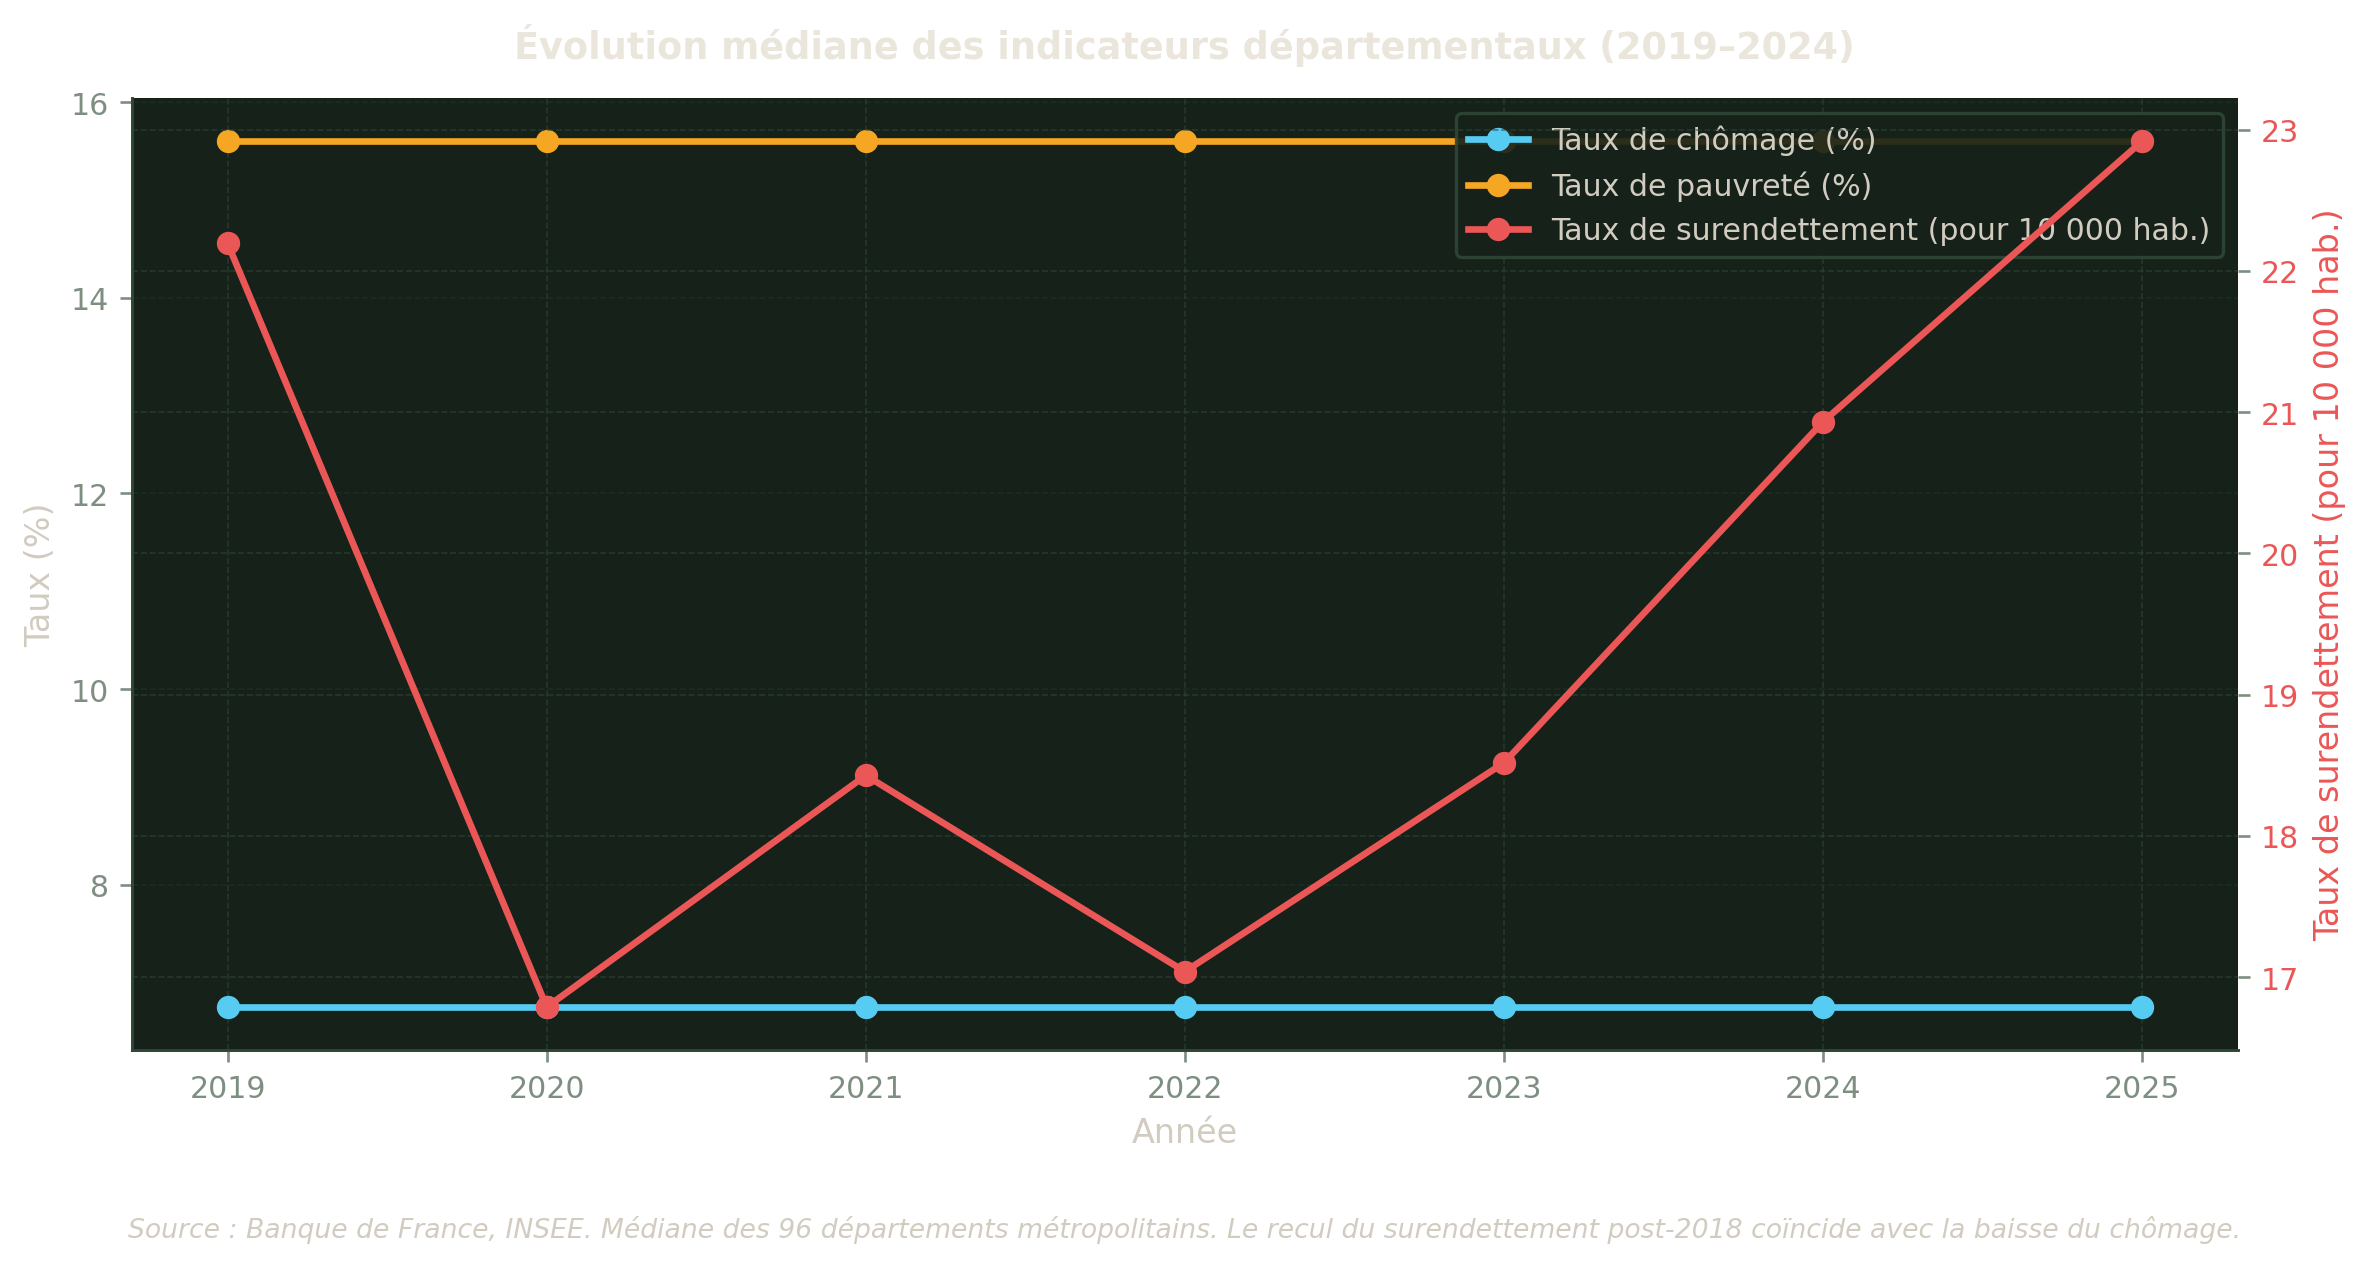 Évolution médiane des indicateurs départementaux (2019–2024)
16
14
12
10
8
Taux (%)
Taux de chômage (%)
Taux de pauvreté (%)
Taux de surendettement (pour 10 000 hab.)
23
22
21
20
19
18
17
Taux de surendettement (pour 10 000 hab.)
2019 2020 2021 2022 2023 2024 2025
Année
Source : Banque de France, INSEE. Médiane des 96 départements métropolitains. Le recul du surendettement post-2018 coïncide avec la baisse du chômage.